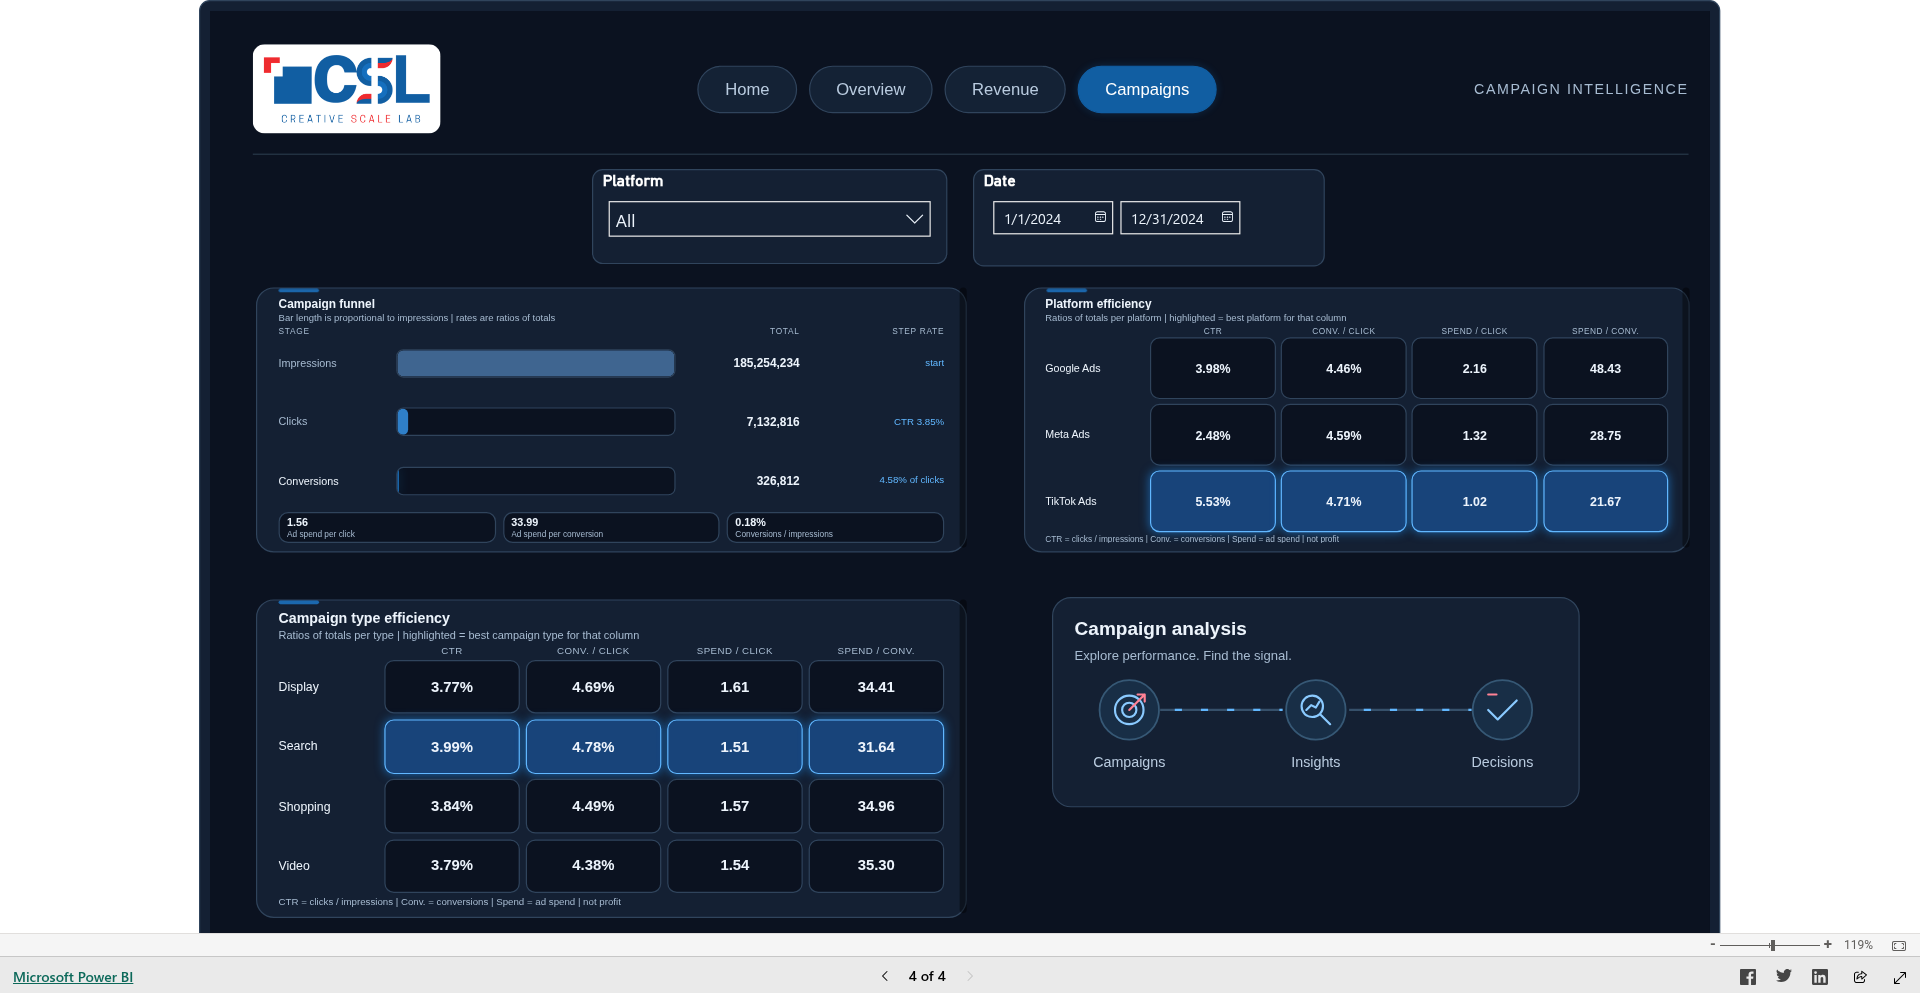 CSL
CREATIVE SCALE LAB
Home
Overview
Revenue
Campaigns
CAMPAIGN INTELLIGENCE
Platform
All
Date
1/1/2024
12/31/2024
Campaign funnel
Bar length is proportional to impressions | rates are ratios of totals
STAGE TOTAL STEP RATE
Impressions 185,254,234 start
Clicks 7,132,816 CTR 3.85%
Conversions 326,812 4.58% of clicks
1.56
Ad spend per click
33.99
Ad spend per conversion
0.18%
Conversions / impressions
Platform efficiency
Ratios of totals per platform | highlighted = best platform for that column
CTR CONV. / CLICK SPEND / CLICK SPEND / CONV.
Google Ads 3.98% 4.46% 2.16 48.43
Meta Ads 2.48% 4.59% 1.32 28.75
TikTok Ads 5.53% 4.71% 1.02 21.67
CTR = clicks / impressions | Conv. = conversions | Spend = ad spend | not profit
Campaign type efficiency
Ratios of totals per type | highlighted = best campaign type for that column
CTR CONV. / CLICK SPEND / CLICK SPEND / CONV.
Display 3.77% 4.69% 1.61 34.41
Search 3.99% 4.78% 1.51 31.64
Shopping 3.84% 4.49% 1.57 34.96
Video 3.79% 4.38% 1.54 35.30
CTR = clicks / impressions | Conv. = conversions | Spend = ad spend | not profit
Campaign analysis
Explore performance. Find the signal.
Campaigns
Insights
Decisions
- + 119%
Microsoft Power BI
4 of 4